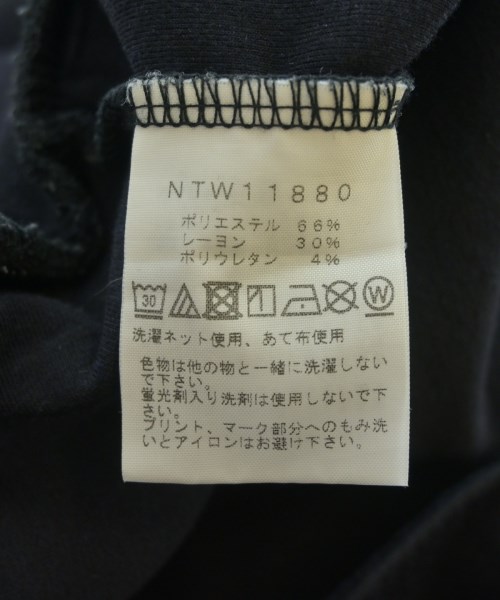 NTW11880
ポリエステル 66%
レーヨン 30%
ポリウレタン 4%
30 W
洗濯ネット使用、あて布使用
色物は他の物と一緒に洗濯しない
で下さい。
蛍光剤入り洗剤は使用しないで下
さい。
プリント、マーク部分へのもみ洗
いとアイロンはお避け下さい。